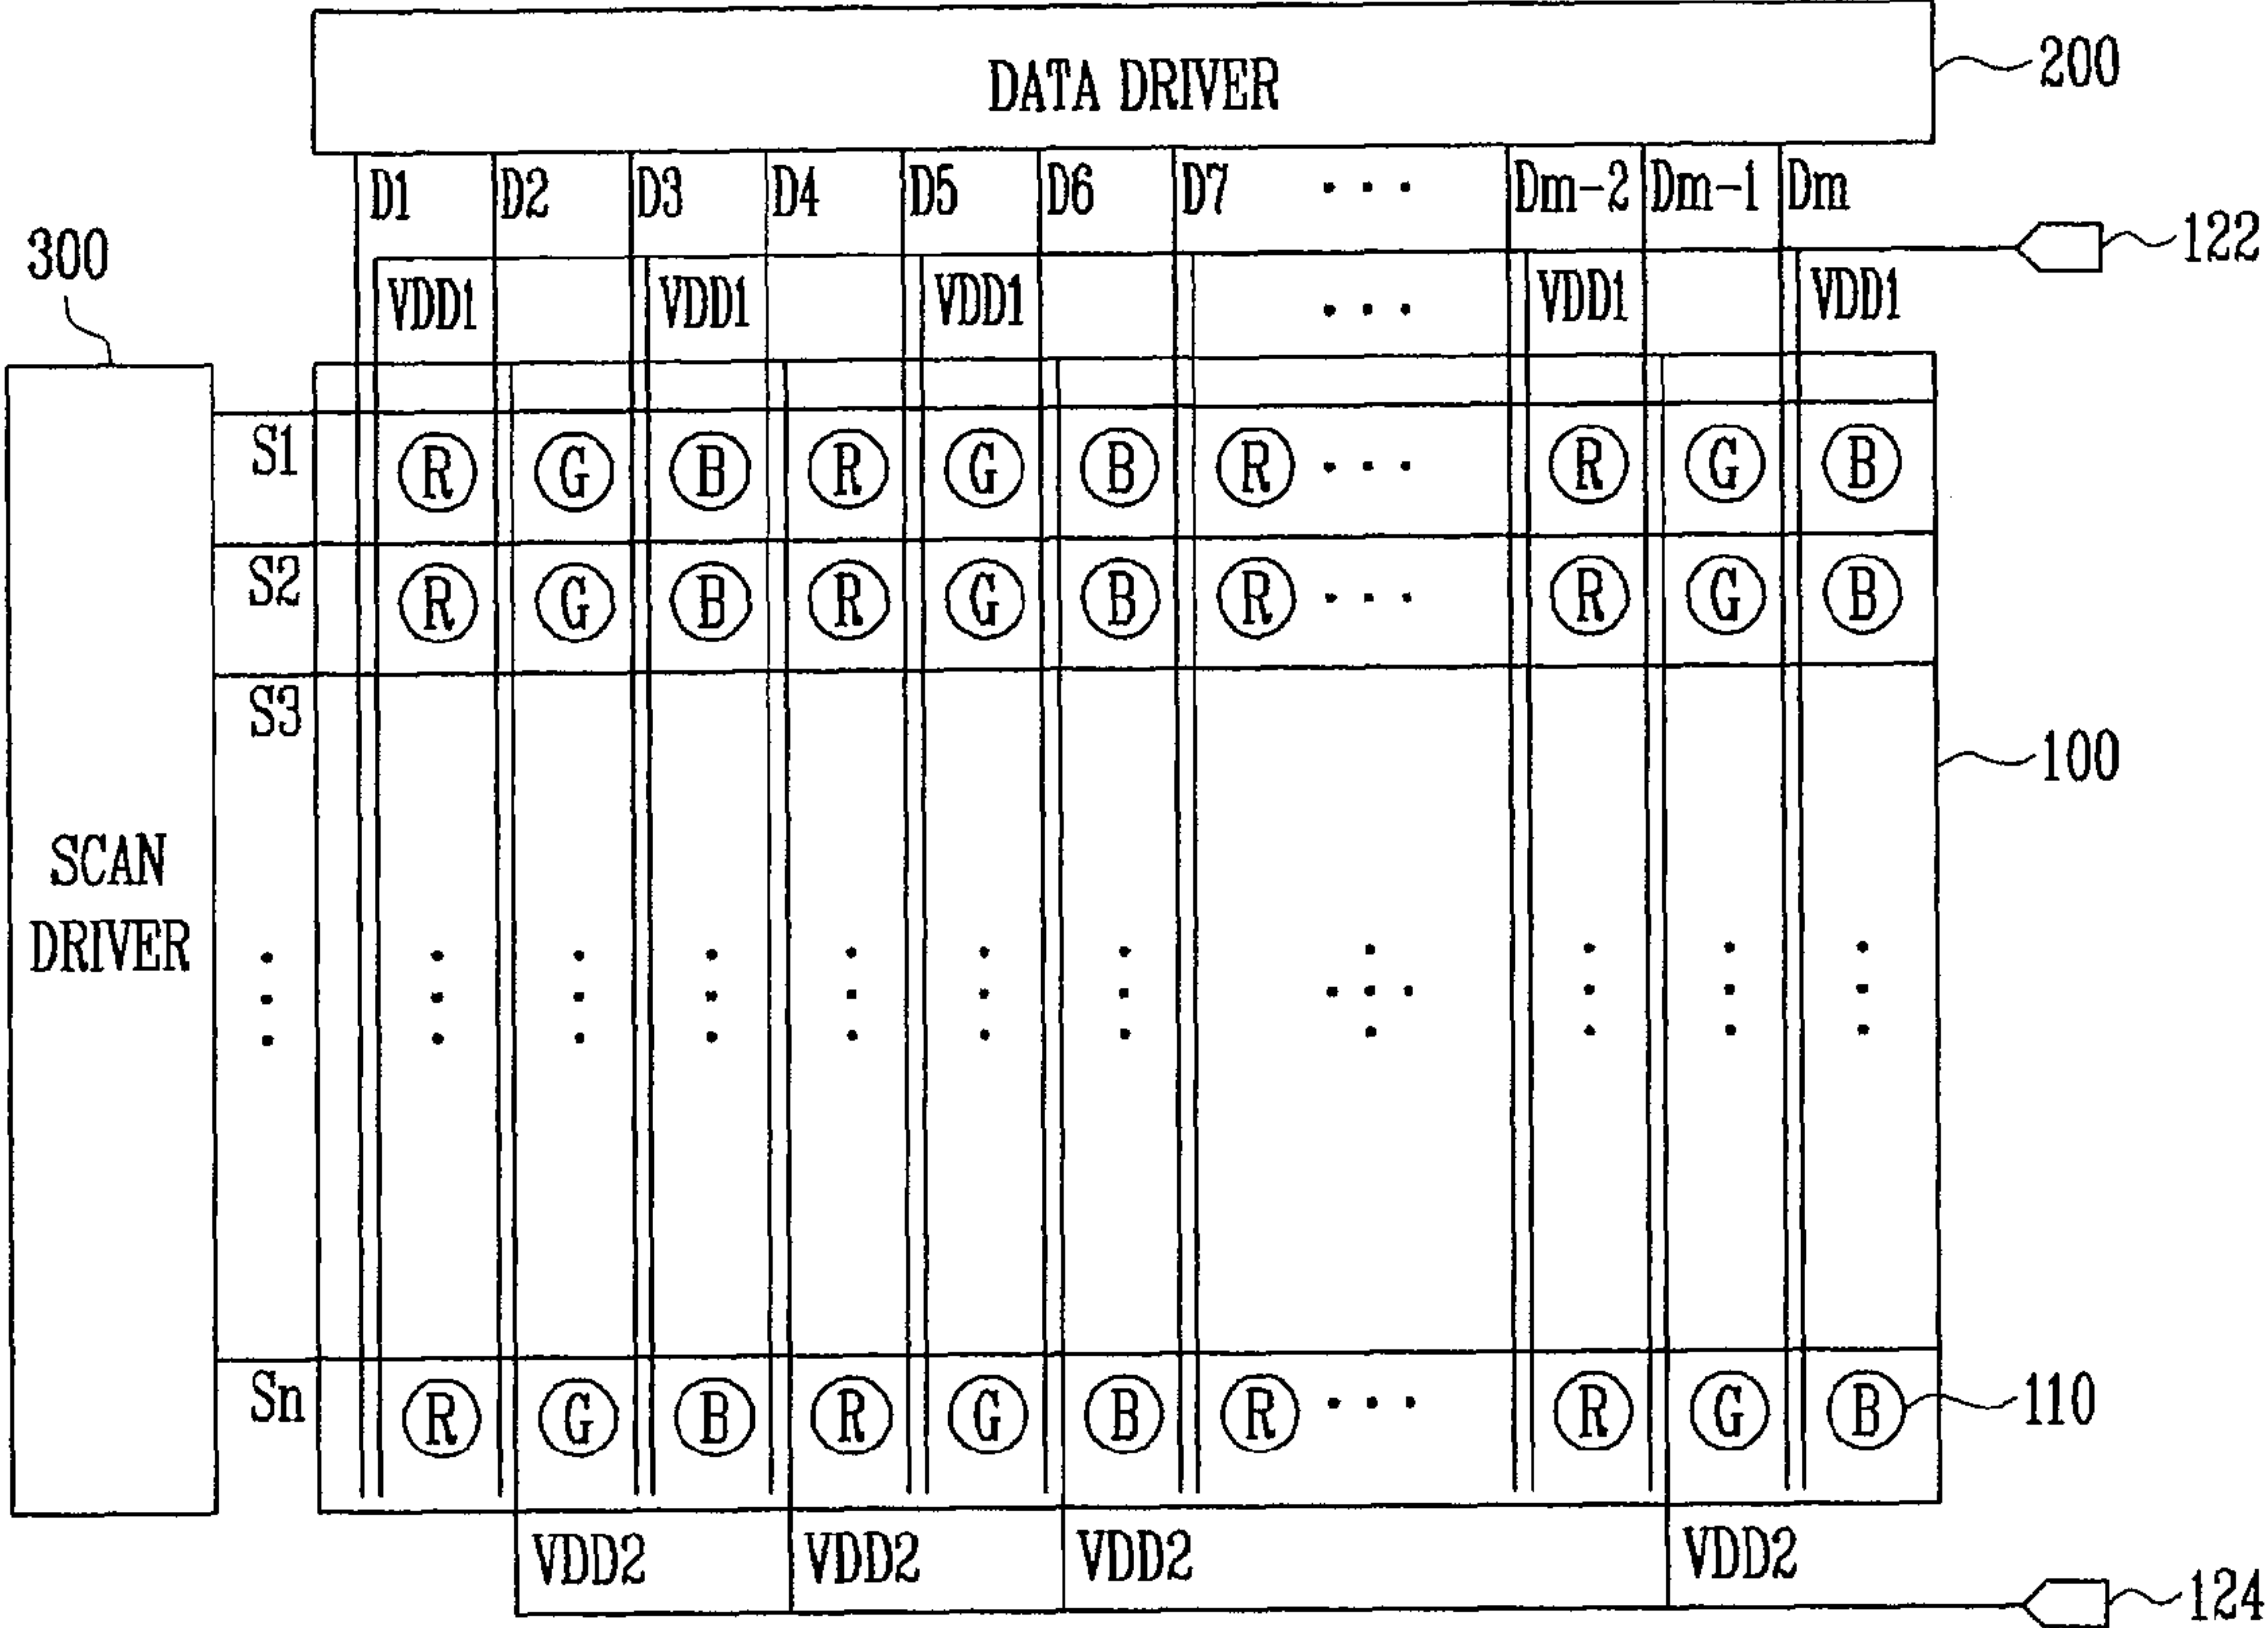 DATA DRIVER
200
D1 D2 D3 D4 D5 D6 D7 ... Dm-2 Dm-1 Dm
122
300
VDD1 VDD1 VDD1 ... VDD1 VDD1
S1 R G B R G B R ... R G B
S2 R G B R G B R ... R G B
S3
100
SCAN
DRIVER
Sn R G B R G B R ... R G B
110
VDD2 VDD2 VDD2 VDD2
124